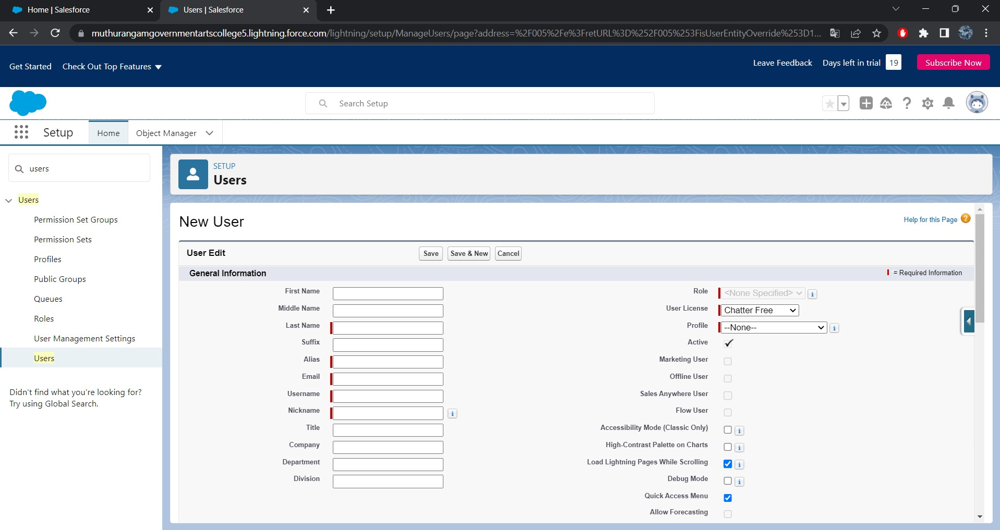 Home | Salesforce
Users | Salesforce
muthurangamgovernmentartscollege5.lightning.force.com/lightning/setup/ManageUsers/page?address=%2F005%2Fe%3FretURL%3D%252F005%253FisUserEntityOverride%253D1...
Get Started
Check Out Top Features
Leave Feedback
Days left in trial
19
Subscribe Now
Search Setup
Setup
Home
Object Manager
users
Users
Permission Set Groups
Permission Sets
Profiles
Public Groups
Queues
Roles
User Management Settings
Users
Didn't find what you're looking for?
Try using Global Search.
SETUP
Users
New User
Help for this Page
User Edit
Save
Save & New
Cancel
General Information
= Required Information
First Name
Middle Name
Last Name
Suffix
Alias
Email
Username
Nickname
Title
Company
Department
Division
Role
<None Specified>
User License
Chatter Free
Profile
--None--
Active
Marketing User
Offline User
Sales Anywhere User
Flow User
Accessibility Mode (Classic Only)
High-Contrast Palette on Charts
Load Lightning Pages While Scrolling
Debug Mode
Quick Access Menu
Allow Forecasting